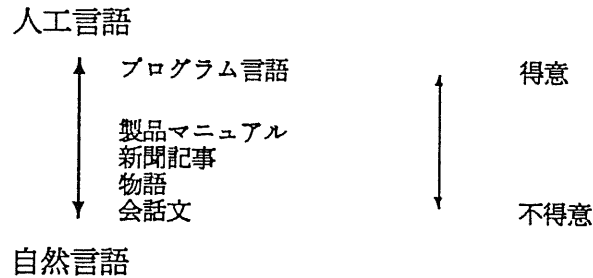 人工言語
プログラム言語 得意
製品マニュアル
新聞記事
物語
会話文 不得意
自然言語